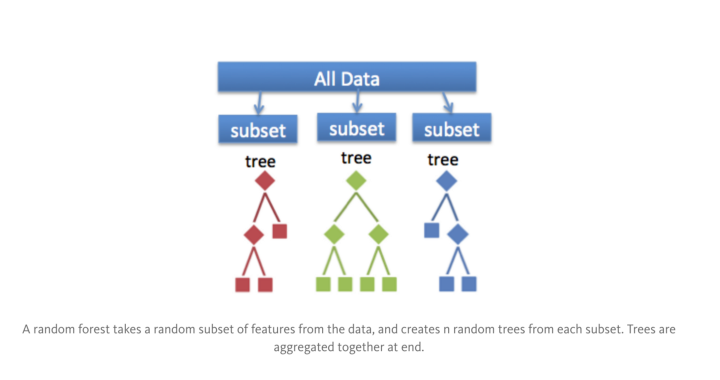 All Data
subset subset subset
tree tree tree
A random forest takes a random subset of features from the data, and creates n random trees from each subset. Trees are
aggregated together at end.